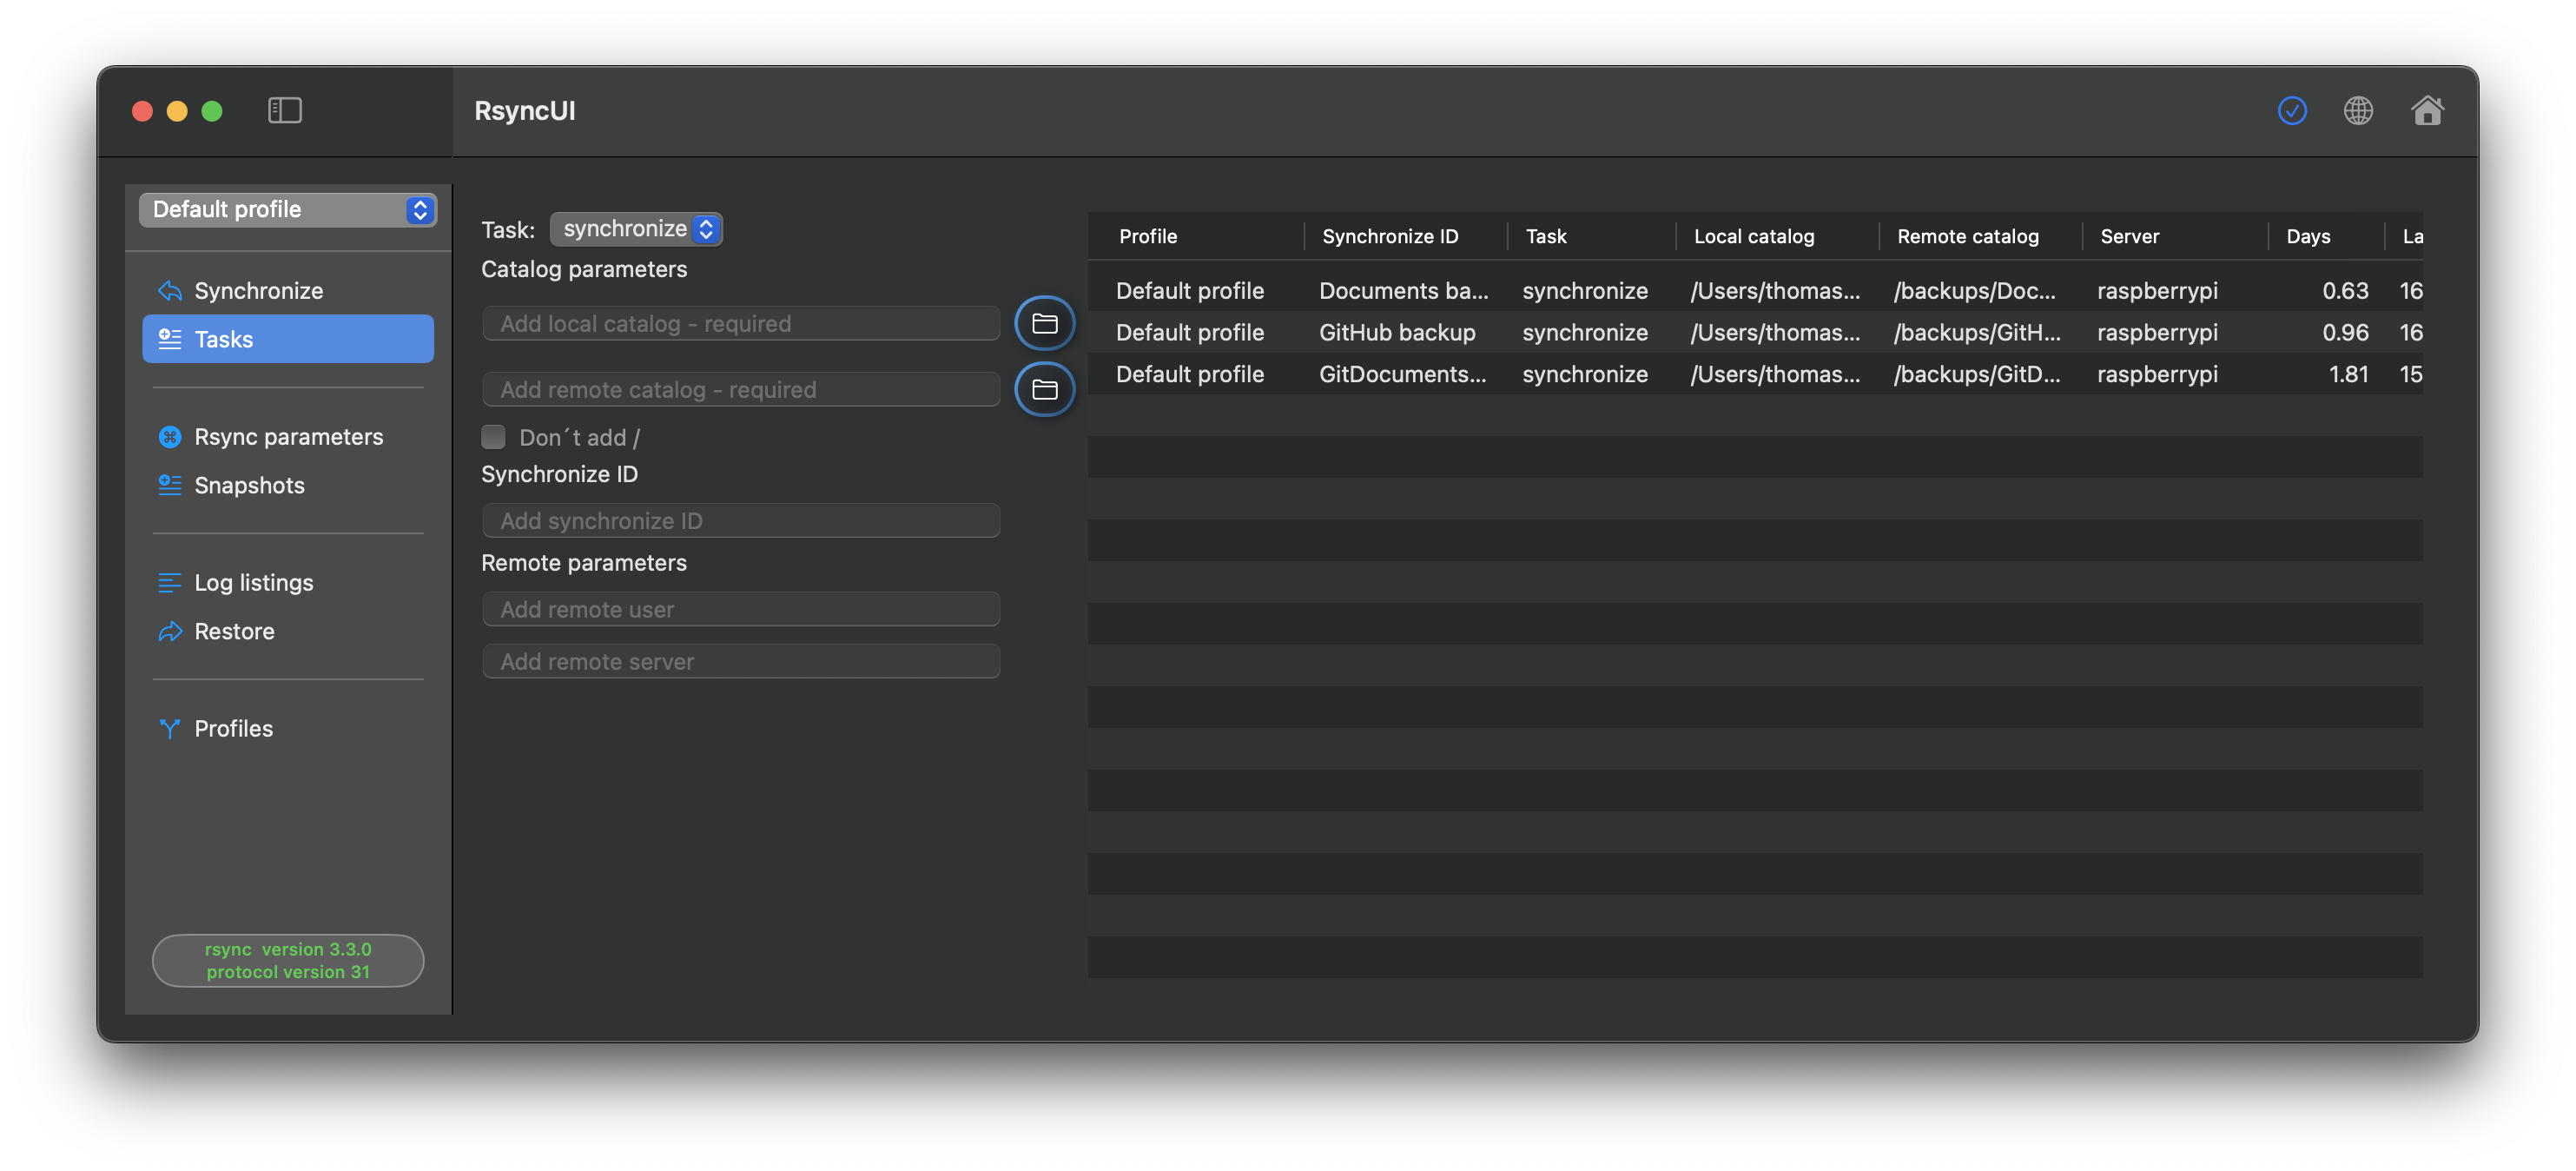 RsyncUI
Default profile
Synchronize
Tasks
Rsync parameters
Snapshots
Log listings
Restore
Profiles
rsync  version 3.3.0
protocol version 31
Task: synchronize
Catalog parameters
Add local catalog - required
Add remote catalog - required
Don´t add /
Synchronize ID
Add synchronize ID
Remote parameters
Add remote user
Add remote server
Profile Synchronize ID Task Local catalog Remote catalog Server Days La
Default profile Documents ba... synchronize /Users/thomas... /backups/Doc... raspberrypi 0.63 16
Default profile GitHub backup synchronize /Users/thomas... /backups/GitH... raspberrypi 0.96 16
Default profile GitDocuments... synchronize /Users/thomas... /backups/GitD... raspberrypi 1.81 15